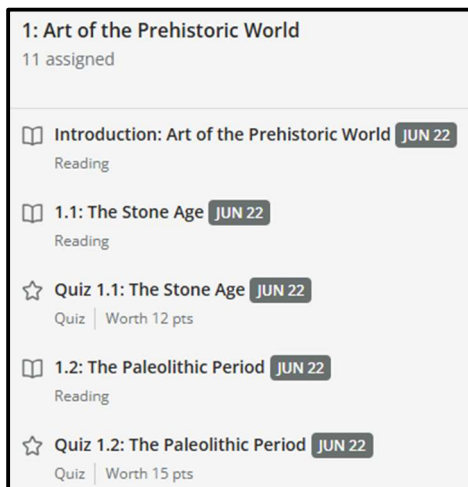 1: Art of the Prehistoric World
11 assigned
Introduction: Art of the Prehistoric World JUN 22
Reading
1.1: The Stone Age JUN 22
Reading
Quiz 1.1: The Stone Age JUN 22
Quiz | Worth 12 pts
1.2: The Paleolithic Period JUN 22
Reading
Quiz 1.2: The Paleolithic Period JUN 22
Quiz | Worth 15 pts